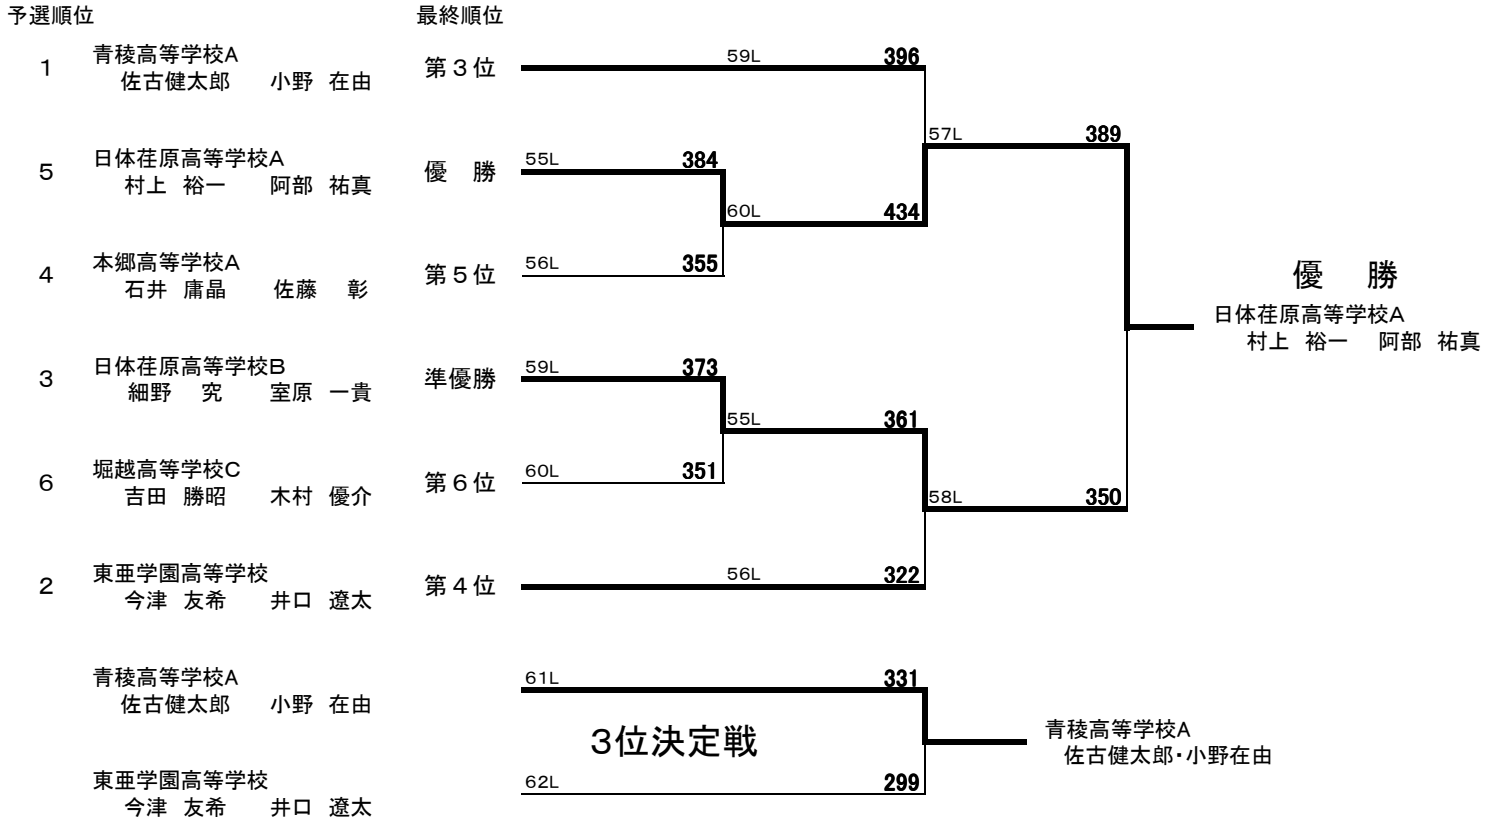 予選順位 最終順位
1 青稜高等学校A 第３位 59L 396
佐古健太郎 小野 在由
57L 389
5 日体荏原高等学校A 優 勝 55L 384
村上 裕一 阿部 祐真
60L 434
4 本郷高等学校A 第５位 56L 355
石井 庸晶 佐藤 彰
優 勝
日体荏原高等学校A
村上 裕一 阿部 祐真
3 日体荏原高等学校B 準優勝 59L 373
細野 究 室原 一貴
55L 361
6 堀越高等学校C 第６位 60L 351
吉田 勝昭 木村 優介
58L 350
2 東亜学園高等学校 第４位 56L 322
今津 友希 井口 遼太
青稜高等学校A 61L 331
佐古健太郎 小野 在由
3位決定戦
青稜高等学校A
佐古健太郎・小野在由
東亜学園高等学校 62L 299
今津 友希 井口 遼太